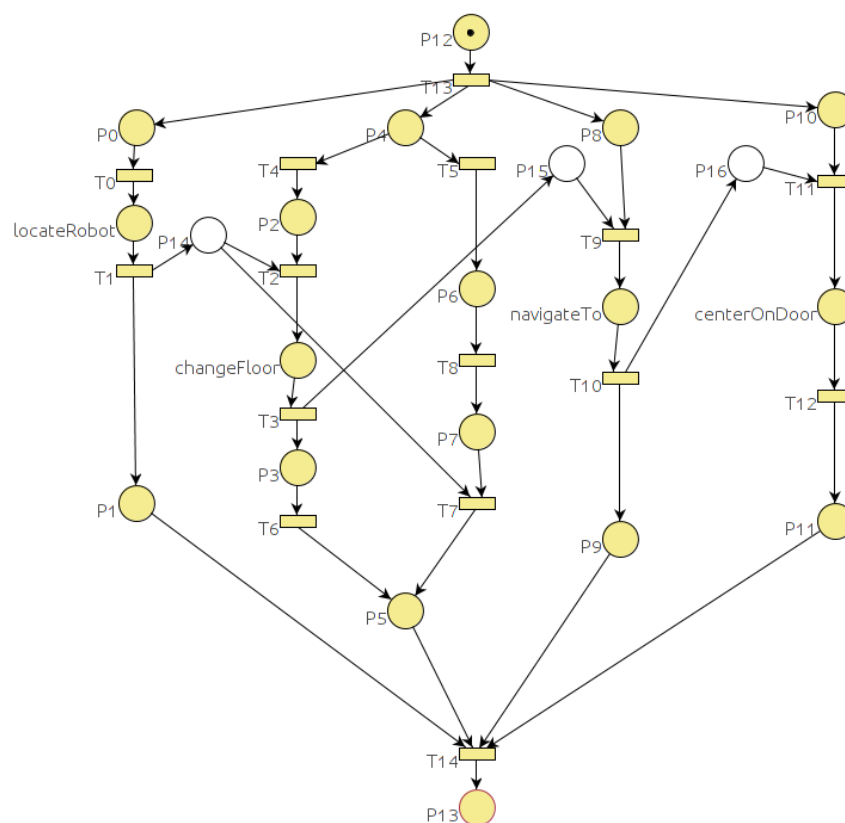 P12
T13
P0
P4
P8
P10
T0
T4
T5
P15
P16
T11
locateRobot
P14
P2
T9
T1
T2
P6
navigateTo
centerOnDoor
changeFloor
T8
T10
T12
T3
P7
P3
P1
T6
T7
P9
P11
P5
T14
P13